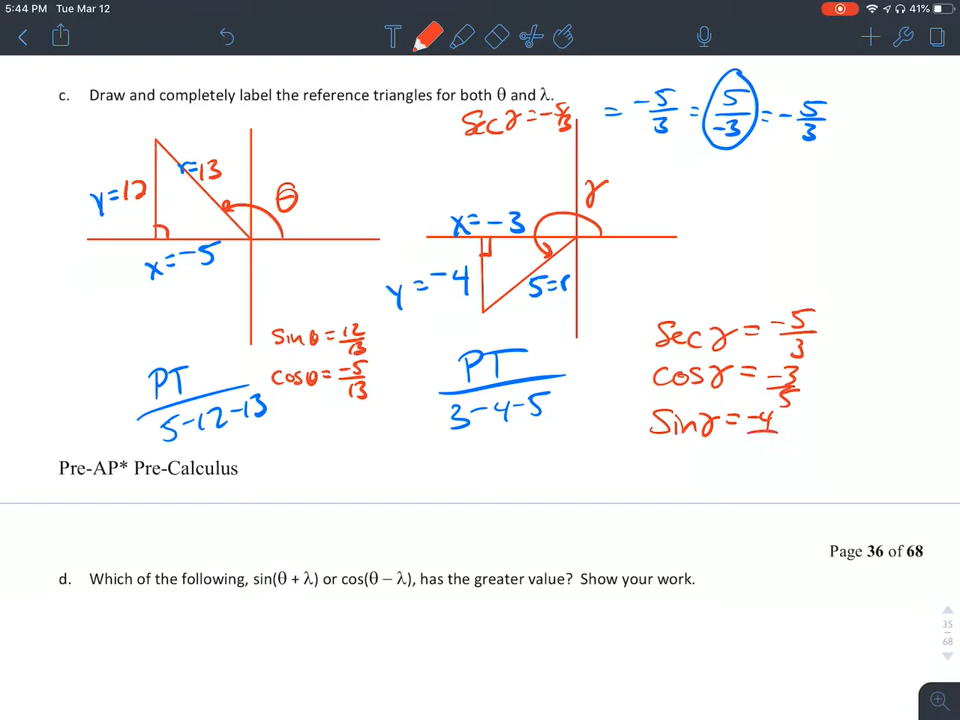 5:44 PM Tue Mar 12
41%
T
c. Draw and completely label the reference triangles for both θ and λ.
sec γ = -5/3
= -5/3 = 5/-3 = -5/3
y = 12
r=13
θ
x = -5
γ
x = -3
y = -4
5=r
sin θ = 12/13
cos θ = -5/13
PT
5-12-13
PT
3-4-5
sec γ = -5/3
cos γ = -3/5
sin γ = -4
Pre-AP* Pre-Calculus
Page 36 of 68
d. Which of the following, sin(θ + λ) or cos(θ – λ), has the greater value? Show your work.
35
68